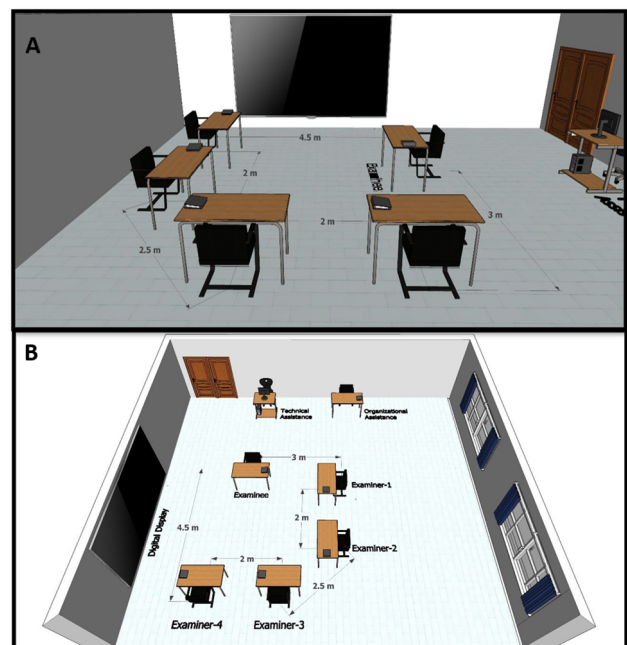 A
4.5 m
Examinee
2 m
2 m
3 m
2.5 m
B
Technical
Assistance
Organizational
Assistance
3 m
Examinee
Examiner-1
Digital Display
4.5 m
2 m
Examiner-2
2 m
2.5 m
Examiner-4
Examiner-3